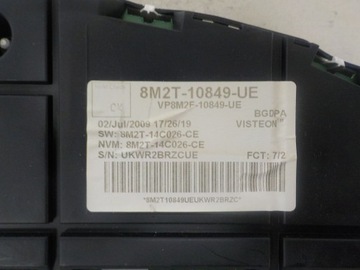 8M2T-10849-UE
VP8M2F-10849-UE
BGDPA
02/Jul/2009 17/26/19 VISTEON
SW: 8M2T-14C026-CE
NVM: 8M2T-14C026-CE
S/N: UKWR2BRZCUE FCT: 7/2
*8M2T10849UEUKWR2BRZC*